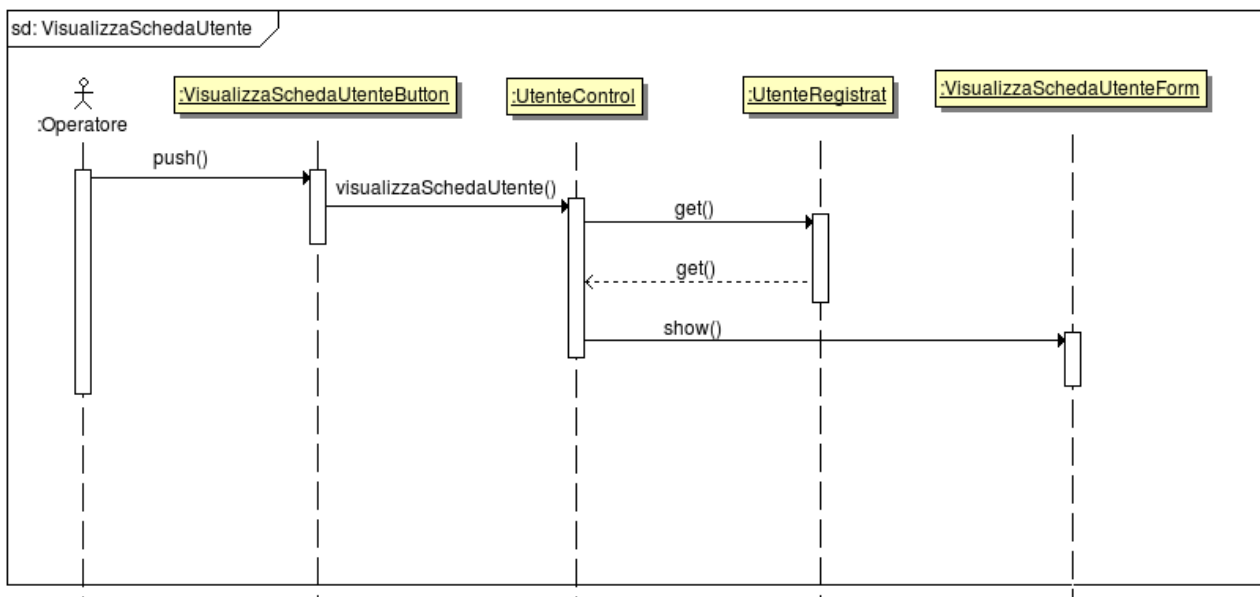 sd: VisualizzaSchedaUtente
:Operatore
:VisualizzaSchedaUtenteButton
:UtenteControl
:UtenteRegistrat
:VisualizzaSchedaUtenteForm
push()
visualizzaSchedaUtente()
get()
get()
show()